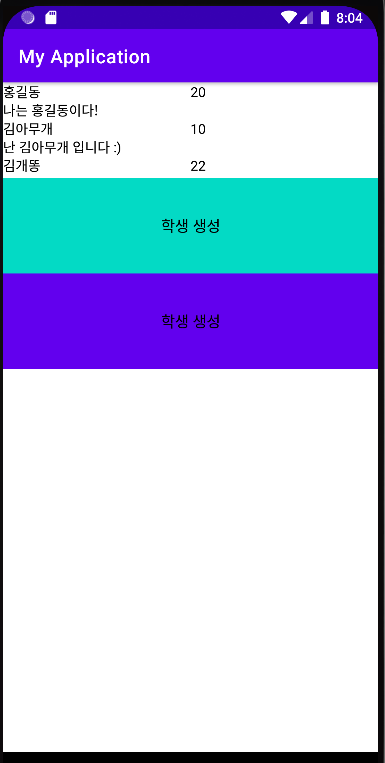 8:04
My Application
홍길동 20
나는 홍길동이다!
김아무개 10
난 김아무개 입니다 :)
김개똥 22
학생 생성
학생 생성